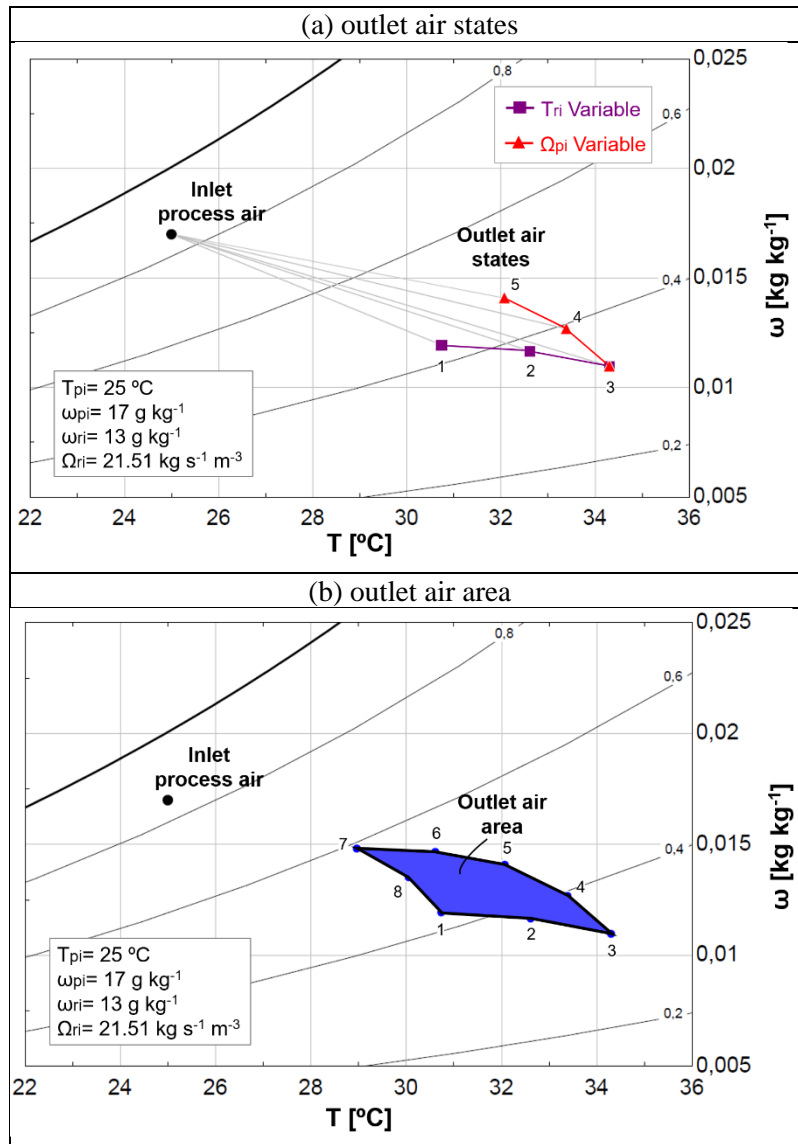 (a) outlet air states
0,025
0,8
Tri Variable
Ωpi Variable
0,6
0,02
Inlet
process air
Outlet air
states
5
0,4
0,015
4
ω [kg kg-1]
1
2
3
0,01
Tpi= 25 ºC
ωpi= 17 g kg-1
ωri= 13 g kg-1
Ωri= 21.51 kg s-1 m-3
0,2
0,005
22 24 26 28 30 32 34 36
T [ºC]
(b) outlet air area
0,025
0,8
0,6
0,02
Inlet
process air
Outlet air
area
0,4
0,015
7
6
5
8
4
ω [kg kg-1]
1
2
3
0,01
Tpi= 25 ºC
ωpi= 17 g kg-1
ωri= 13 g kg-1
Ωri= 21.51 kg s-1 m-3
0,2
0,005
22 24 26 28 30 32 34 36
T [ºC]